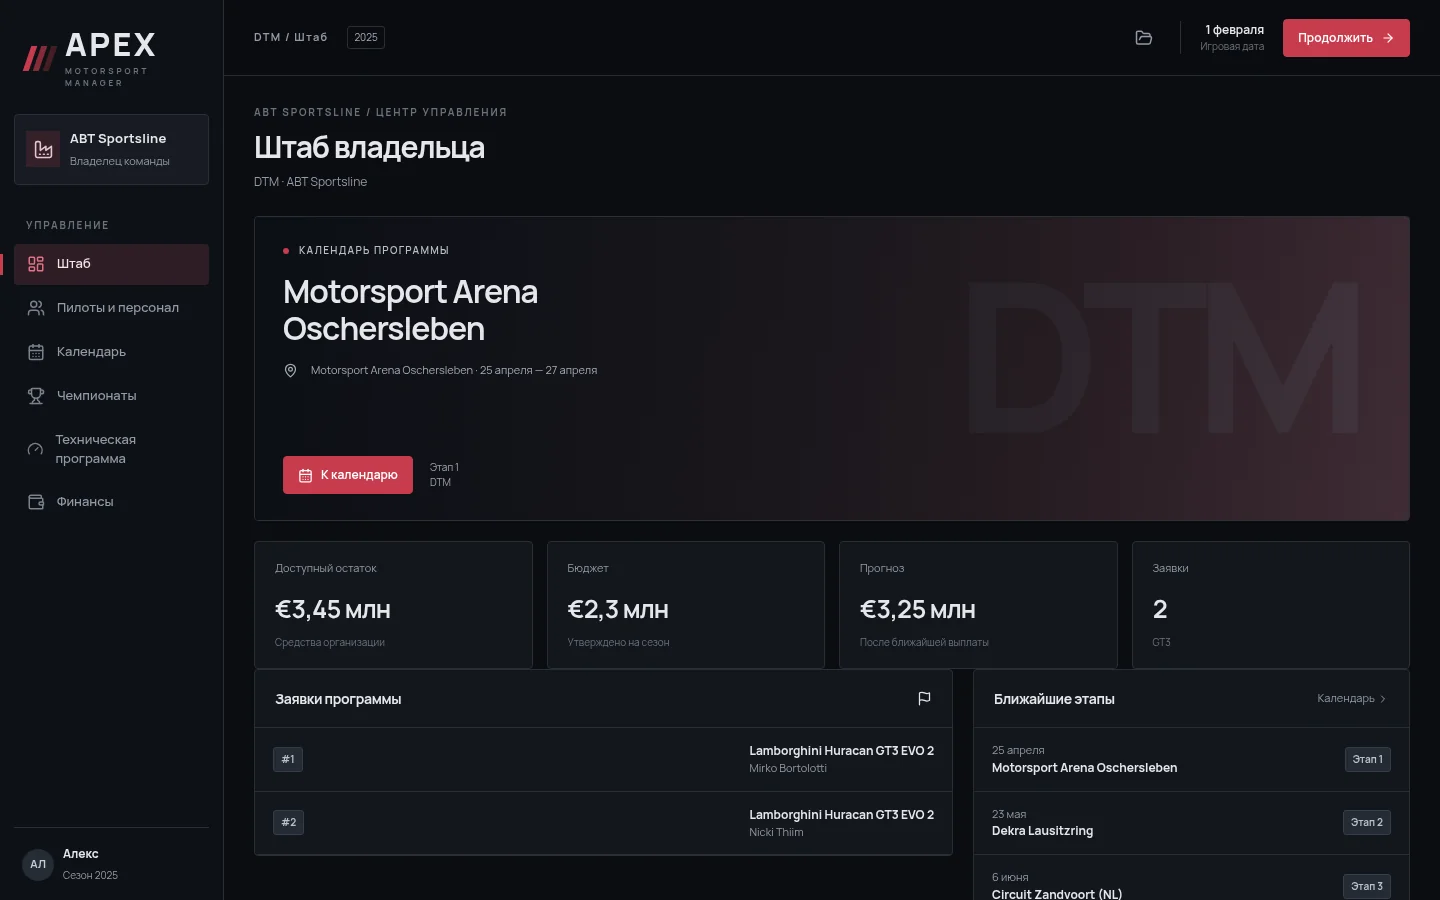 APEX
MOTORSPORT
MANAGER
ABT Sportsline
Владелец команды
УПРАВЛЕНИЕ
Штаб
Пилоты и персонал
Календарь
Чемпионаты
Техническая
программа
Финансы
АЛ
Алекс
Сезон 2025
DTM / Штаб
2025
1 февраля
Игровая дата
Продолжить
ABT SPORTSLINE / ЦЕНТР УПРАВЛЕНИЯ
Штаб владельца
DTM · ABT Sportsline
КАЛЕНДАРЬ ПРОГРАММЫ
Motorsport Arena
Oschersleben
Motorsport Arena Oschersleben · 25 апреля — 27 апреля
К календарю
Этап 1
DTM
DTM
Доступный остаток
€3,45 млн
Средства организации
Бюджет
€2,3 млн
Утверждено на сезон
Прогноз
€3,25 млн
После ближайшей выплаты
Заявки
2
GT3
Заявки программы
#1
Lamborghini Huracan GT3 EVO 2
Mirko Bortolotti
#2
Lamborghini Huracan GT3 EVO 2
Nicki Thiim
Ближайшие этапы
Календарь
25 апреля
Motorsport Arena Oschersleben
Этап 1
23 мая
Dekra Lausitzring
Этап 2
6 июня
Circuit Zandvoort (NL)
Этап 3